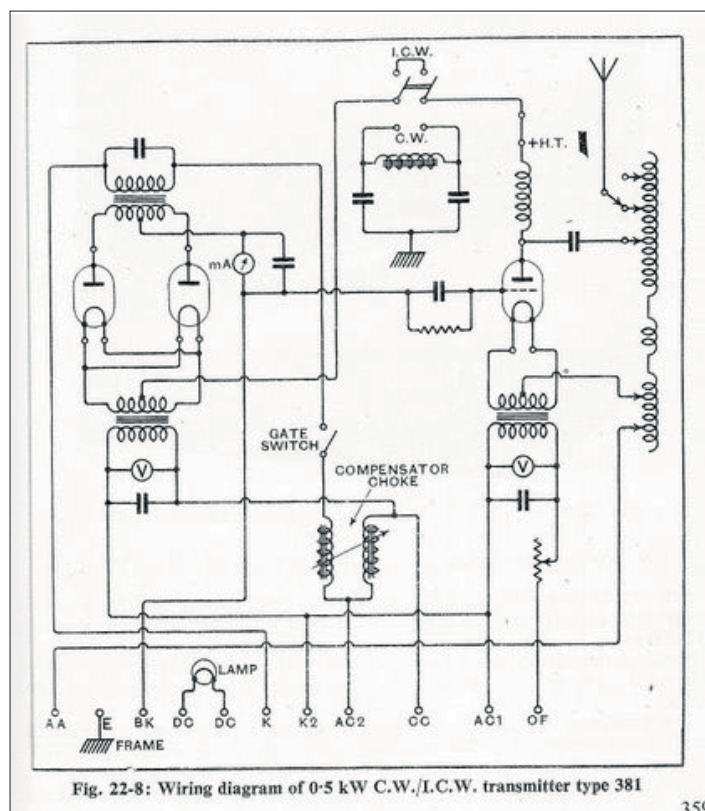 I.C.W.
C.W.
+H.T.
mA
GATE
SWITCH
COMPENSATOR
CHOKE
V
V
LAMP
AA
E
BK
DC
DC
K
K2
AC2
CC
AC1
OF
FRAME
Fig. 22-8: Wiring diagram of 0·5 kW C.W./I.C.W. transmitter type 381
359